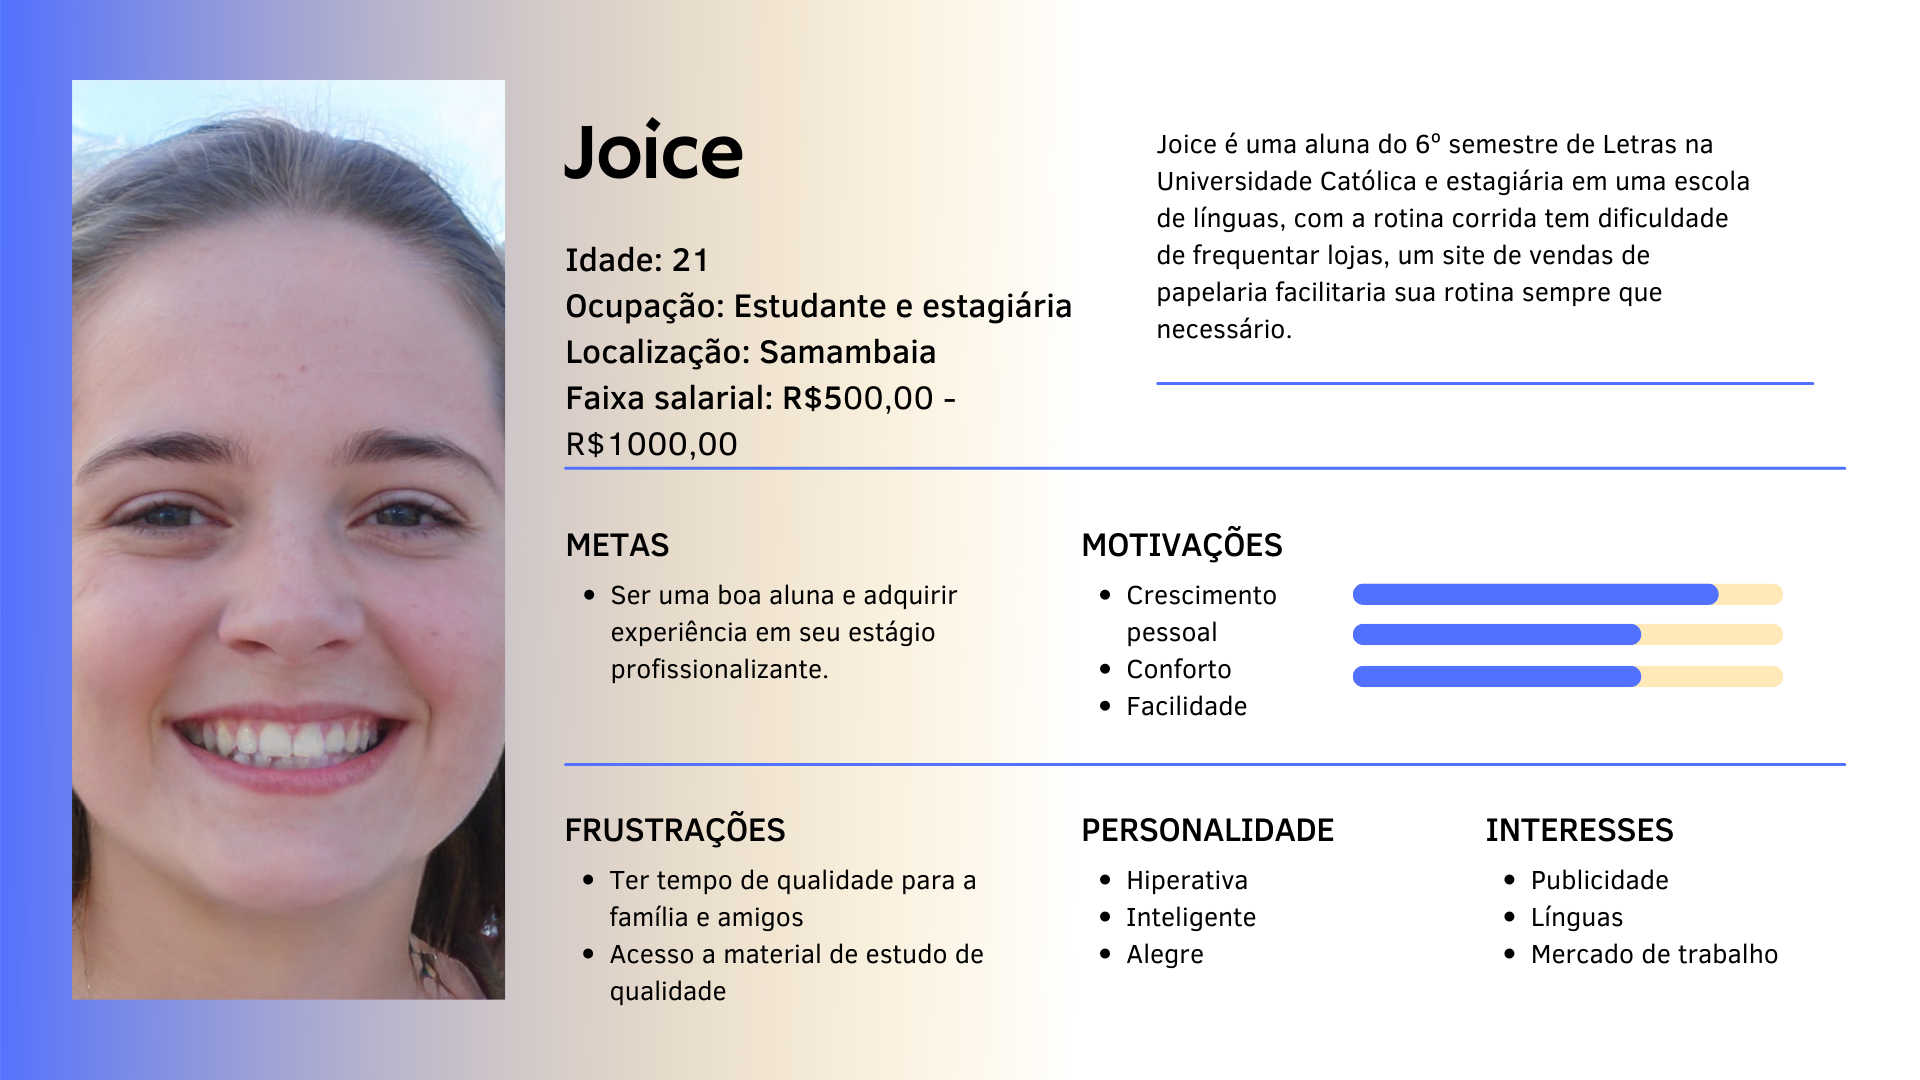 Joice
Idade: 21
Ocupação: Estudante e estagiária
Localização: Samambaia
Faixa salarial: R$500,00 -
R$1000,00
Joice é uma aluna do 6º semestre de Letras na
Universidade Católica e estagiária em uma escola
de línguas, com a rotina corrida tem dificuldade
de frequentar lojas, um site de vendas de
papelaria facilitaria sua rotina sempre que
necessário.
METAS
Ser uma boa aluna e adquirir
experiência em seu estágio
profissionalizante.
MOTIVAÇÕES
Crescimento
pessoal
Conforto
Facilidade
FRUSTRAÇÕES
Ter tempo de qualidade para a
família e amigos
Acesso a material de estudo de
qualidade
PERSONALIDADE
Hiperativa
Inteligente
Alegre
INTERESSES
Publicidade
Línguas
Mercado de trabalho